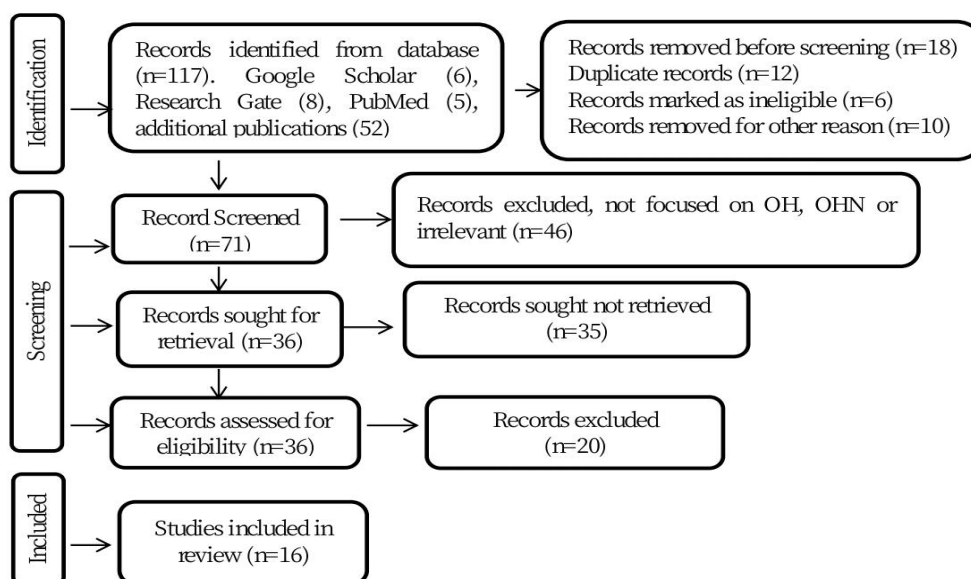 Identification
Records identified from database
(n=117). Google Scholar (6),
Research Gate (8), PubMed (5),
additional publications (52)
Records removed before screening (n=18)
Duplicate records (n=12)
Records marked as ineligible (n=6)
Records removed for other reason (n=10)
Screening
Record Screened
(n=71)
Records excluded, not focused on OH, OHN or
irrelevant (n=46)
Records sought for
retrieval (n=36)
Records sought not retrieved
(n=35)
Records assessed for
eligibility (n=36)
Records excluded
(n=20)
Included
Studies included in
review (n=16)